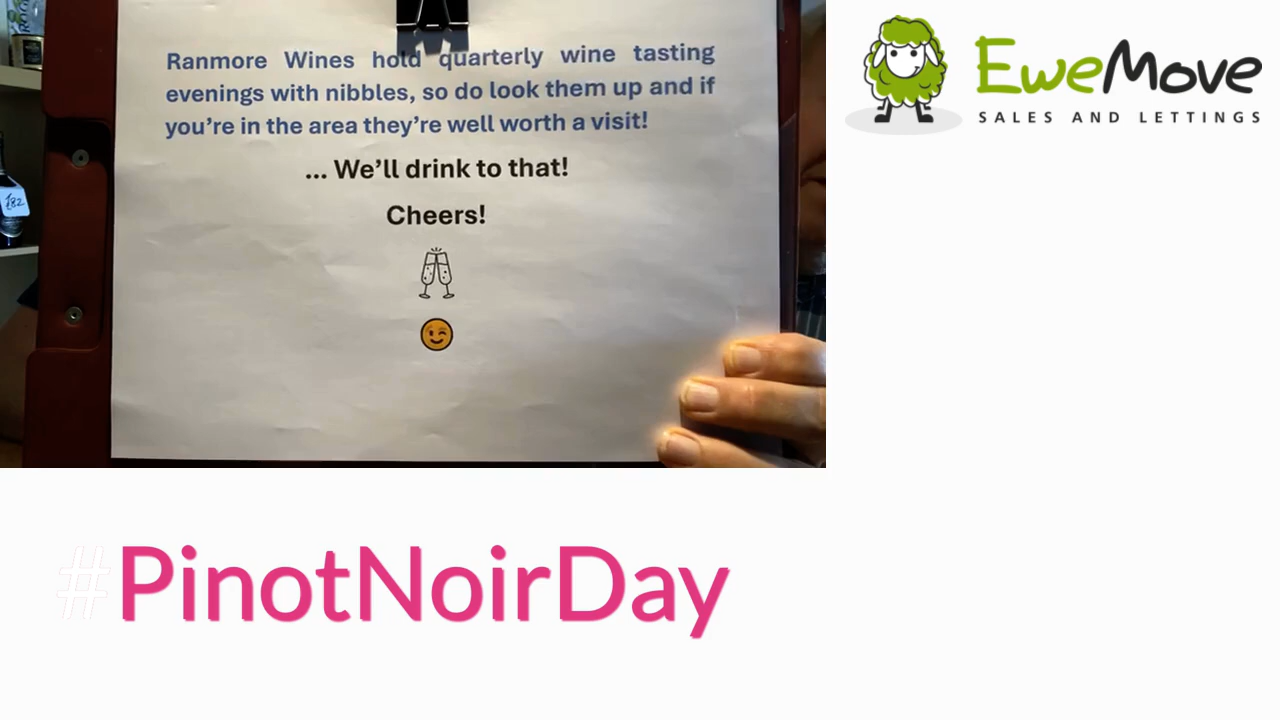 Ranmore Wines hold quarterly wine tasting
evenings with nibbles, so do look them up and if
you're in the area they're well worth a visit!
... We'll drink to that!
Cheers!
£82
EweMove
SALES AND LETTINGS
#PinotNoirDay